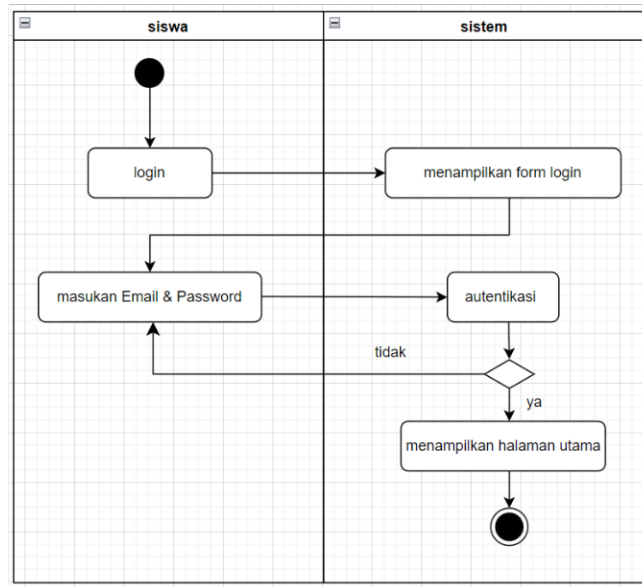 siswa
sistem
login
menampilkan form login
masukan Email & Password
autentikasi
tidak
ya
menampilkan halaman utama